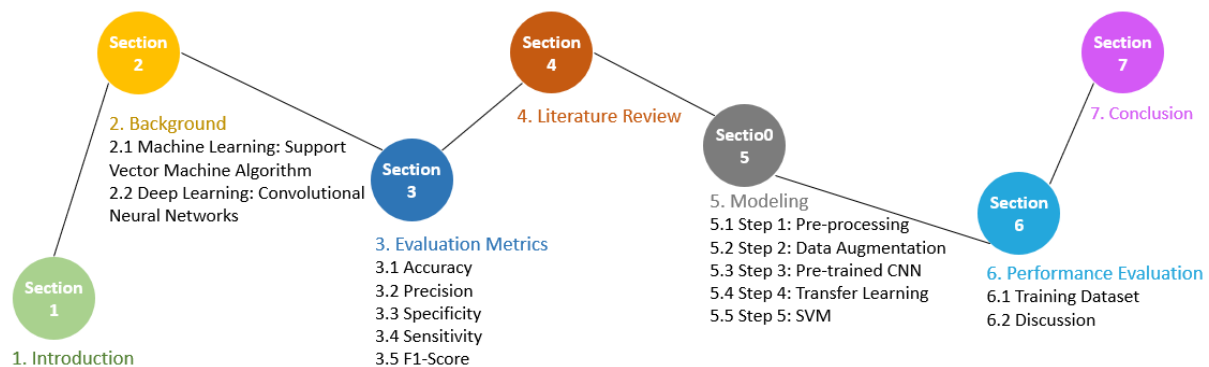 Section
1
1. Introduction
Section
2
2. Background
2.1 Machine Learning: Support
Vector Machine Algorithm
2.2 Deep Learning: Convolutional
Neural Networks
Section
3
3. Evaluation Metrics
3.1 Accuracy
3.2 Precision
3.3 Specificity
3.4 Sensitivity
3.5 F1-Score
Section
4
4. Literature Review
Sectio0
5
5. Modeling
5.1 Step 1: Pre-processing
5.2 Step 2: Data Augmentation
5.3 Step 3: Pre-trained CNN
5.4 Step 4: Transfer Learning
5.5 Step 5: SVM
Section
6
6. Performance Evaluation
6.1 Training Dataset
6.2 Discussion
Section
7
7. Conclusion